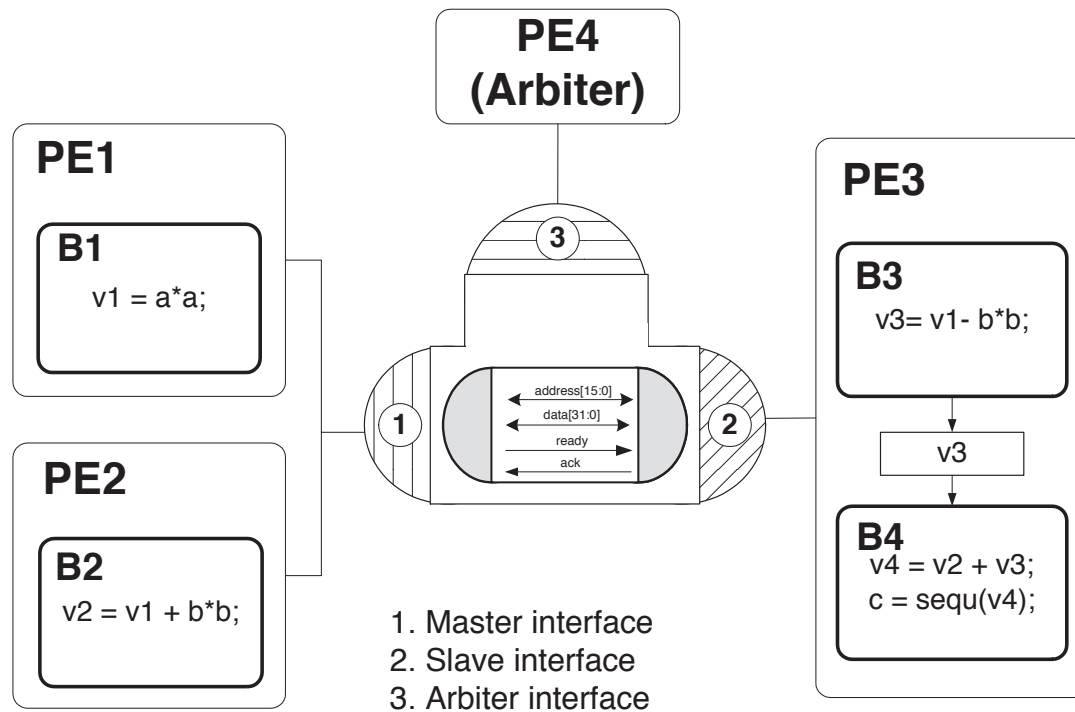 PE4
(Arbiter)
PE1
B1
v1 = a*a;
PE2
B2
v2 = v1 + b*b;
3
1
address[15:0]
data[31:0]
ready
ack
2
PE3
B3
v3= v1- b*b;
v3
B4
v4 = v2 + v3;
c = sequ(v4);
1. Master interface
2. Slave interface
3. Arbiter interface